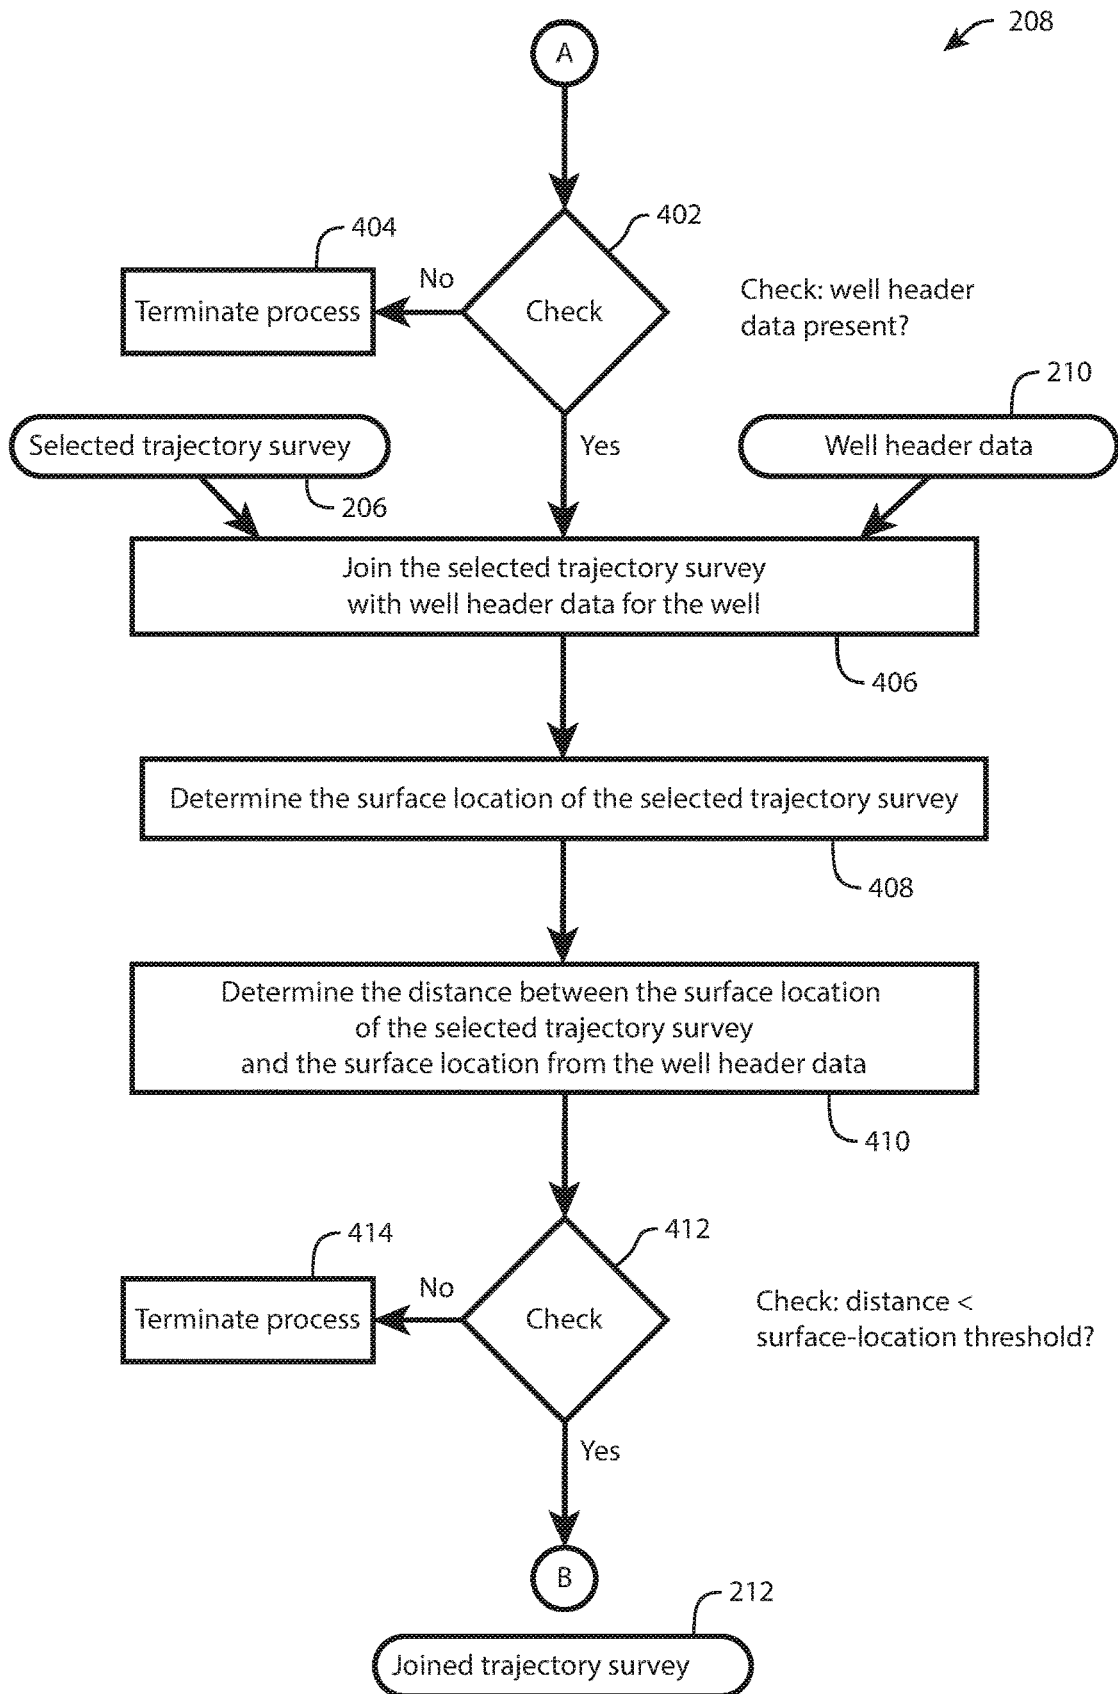 208
A
402
404
No
Terminate process
Check
Check: well header
data present?
210
Selected trajectory survey
Yes
Well header data
206
Join the selected trajectory survey
with well header data for the well
406
Determine the surface location of the selected trajectory survey
408
Determine the distance between the surface location
of the selected trajectory survey
and the surface location from the well header data
410
412
414
No
Terminate process
Check
Check: distance <
surface-location threshold?
Yes
B
212
Joined trajectory survey